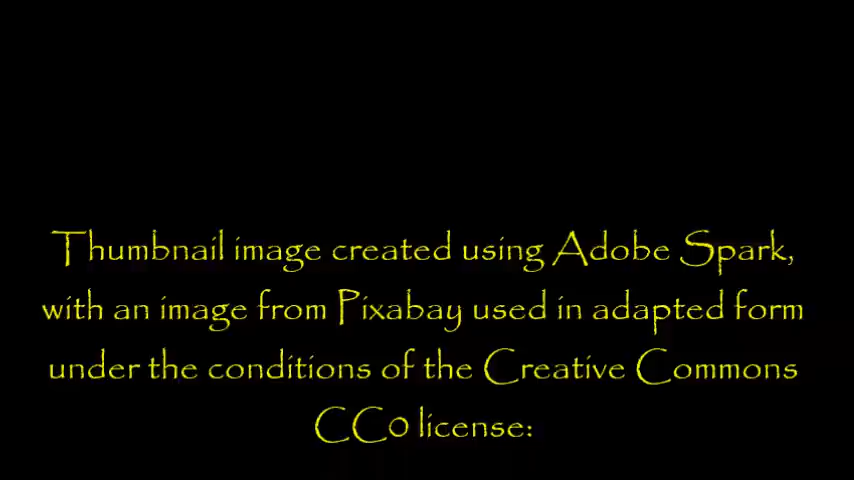 Thumbnail image created using Adobe Spark,
with an image from Pixabay used in adapted form
under the conditions of the Creative Commons
CC0 license: